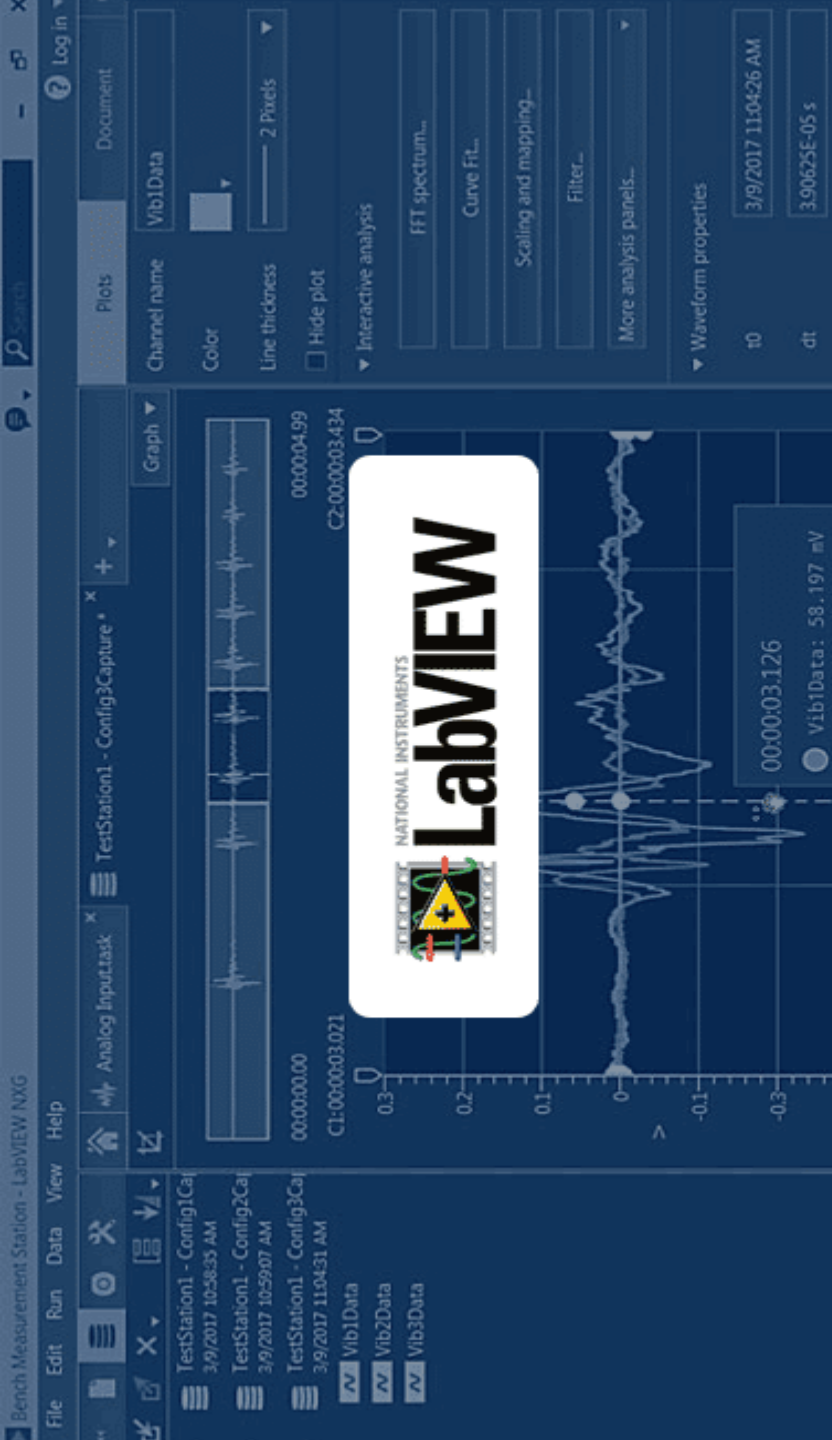 Bench Measurement Station - LabVIEW NXG
Search
File Edit Run Data View Help
Log in
Analog Input.task
TestStation1 - Config3Capture *
Plots
Document
Graph
TestStation1 - Config1Cap
3/9/2017 10:58:35 AM
TestStation1 - Config2Cap
3/9/2017 10:59:07 AM
TestStation1 - Config3Cap
3/9/2017 11:04:31 AM
Vib1Data
Vib2Data
Vib3Data
00:00:00.00
00:00:04.99
C1:00:00:03.021
C2:00:00:03.434
0.3
0.2
0.1
0
-0.1
-0.3
V
NATIONAL INSTRUMENTS
LabVIEW
00:00:03.126
Vib1Data: 58.197 mV
Channel name
Vib1Data
Color
Line thickness
2 Pixels
Hide plot
Interactive analysis
FFT spectrum...
Curve Fit...
Scaling and mapping...
Filter...
More analysis panels...
Waveform properties
t0
3/9/2017 11:04:26 AM
dt
3.90625E-05 s